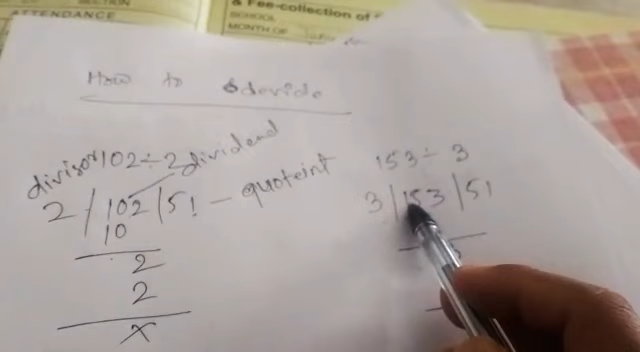 ATTENDANCE
& Fee-collection of
SCHOOL
MONTH OF
How to devide
divisor 102 ÷ 2 dividend
2 / 102 / 51 - quoteint
10
2
2
x
153 ÷ 3
3 / 153 / 51